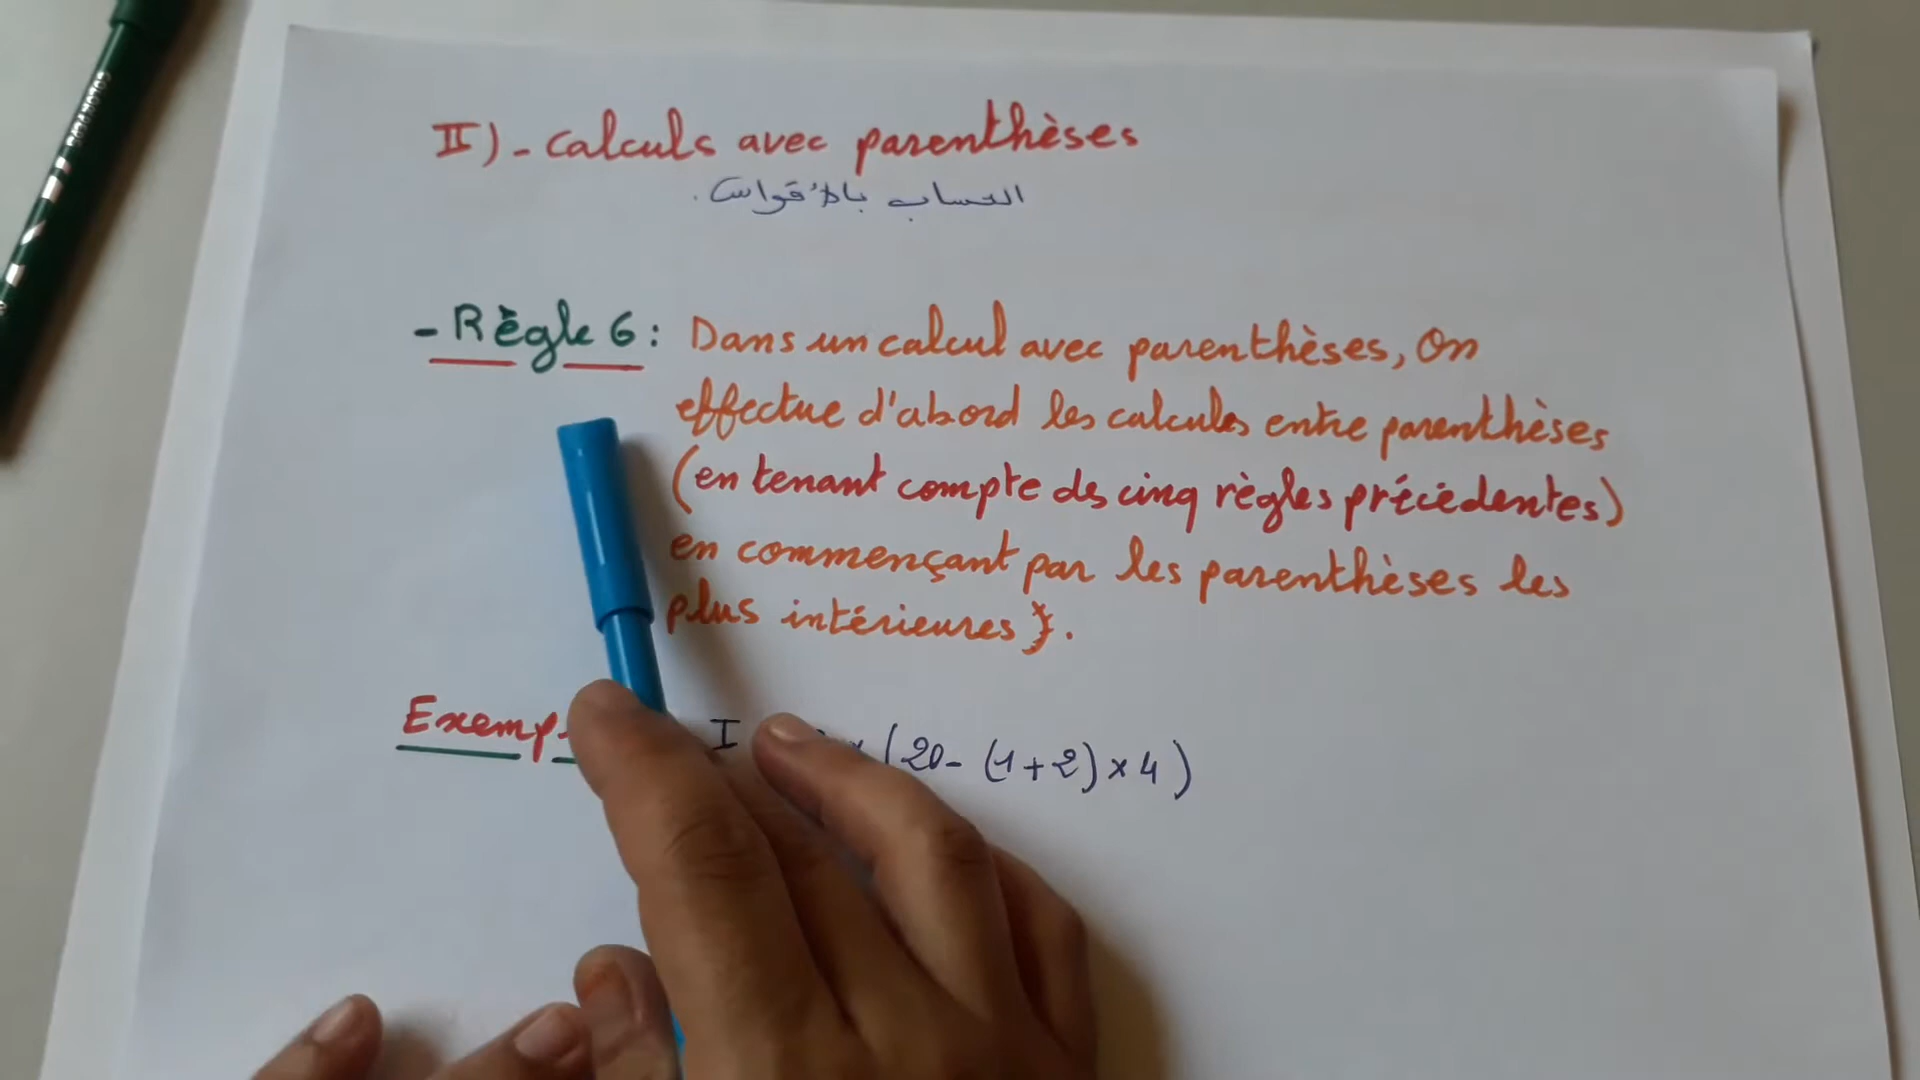 II) - Calculs avec parenthèses
الحساب بالأقواس.
- Règle 6 : Dans un calcul avec parenthèses, On
effectue d'abord les calculs entre parenthèses
(en tenant compte des cinq règles précédentes)
en commençant par les parenthèses les
plus intérieures}.
I (20 - (1 + 2) × 4)